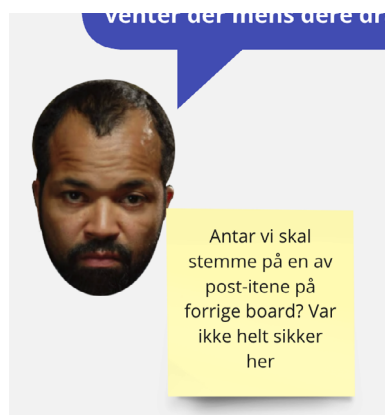 venter der mens dere dr
Antar vi skal
stemme på en av
post-itene på
forrige board? Var
ikke helt sikker
her